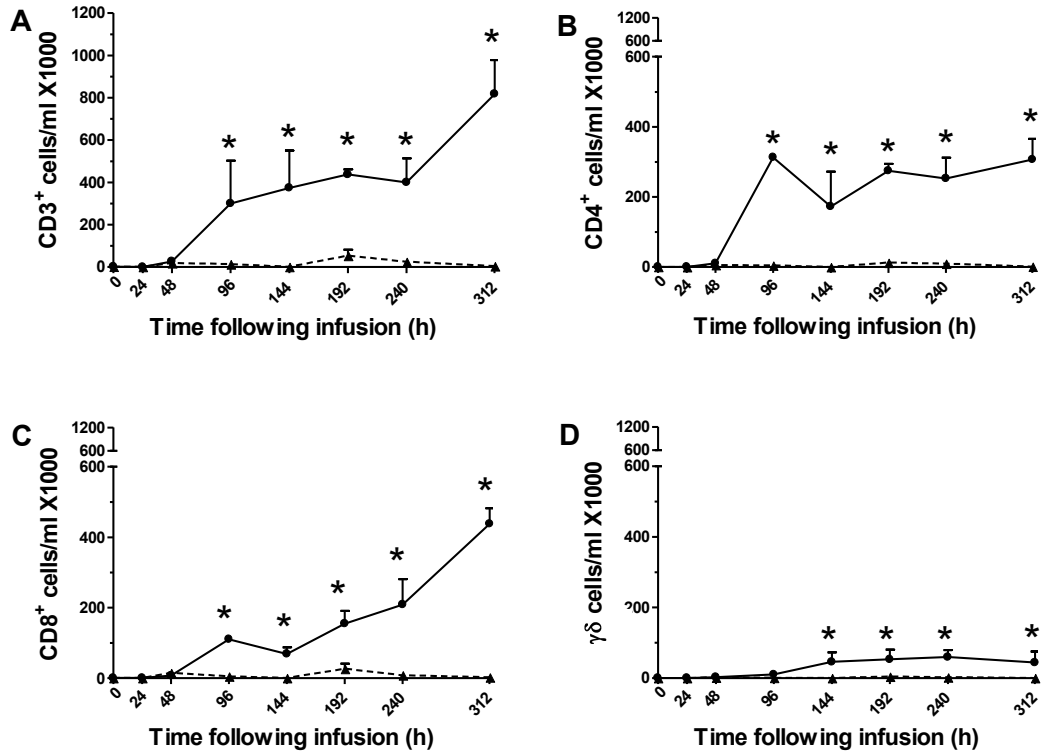 A
CD3+ cells/ml X1000
1200
1000
800
600
400
200
0
* * * * *
0 24 48 96 144 192 240 312
Time following infusion (h)
B
CD4+ cells/ml X1000
1200
600
600
400
200
0
* * * * *
0 24 48 96 144 192 240 312
Time following infusion (h)
C
CD8+ cells/ml X1000
1200
600
600
400
200
0
* * * * *
0 24 48 96 144 192 240 312
Time following infusion (h)
D
γδ cells/ml X1000
1200
600
600
400
200
0
* * * *
0 24 48 96 144 192 240 312
Time following infusion (h)